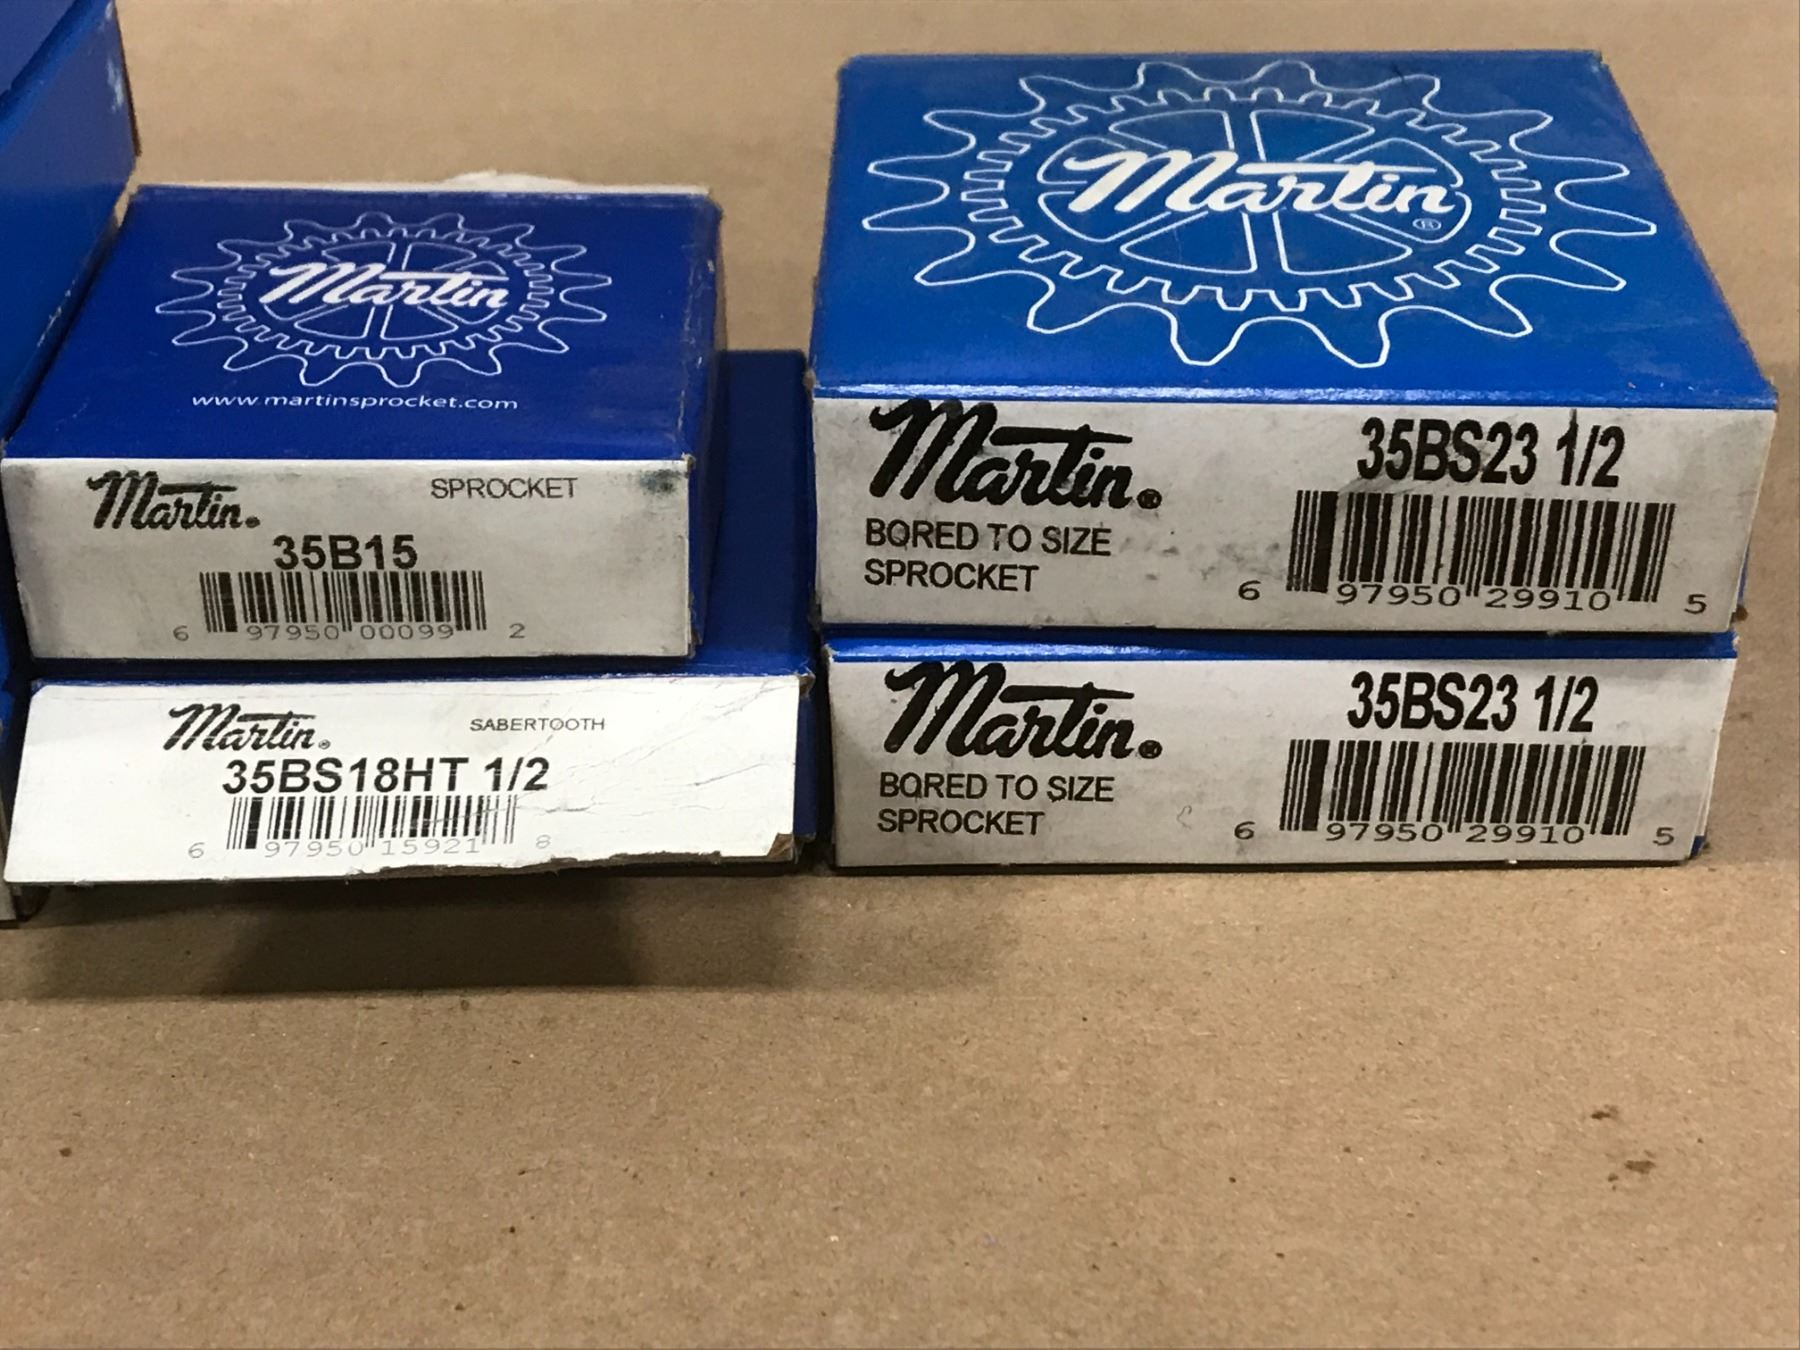 Martin
www.martinsprocket.com
Martin®
SPROCKET
35B15
6 97950 00099 2
Martin®
SABERTOOTH
35BS18HT 1/2
6 97950 15921 8
Martin®
Martin®
35BS23 1/2
BORED TO SIZE
SPROCKET
6 97950 29910 5
Martin®
35BS23 1/2
BORED TO SIZE
SPROCKET
6 97950 29910 5